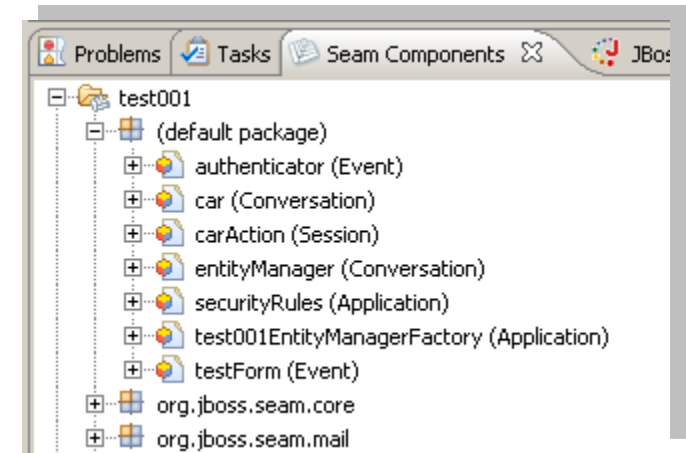 Problems Tasks Seam Components JBos
test001
(default package)
authenticator (Event)
car (Conversation)
carAction (Session)
entityManager (Conversation)
securityRules (Application)
test001EntityManagerFactory (Application)
testForm (Event)
org.jboss.seam.core
org.jboss.seam.mail